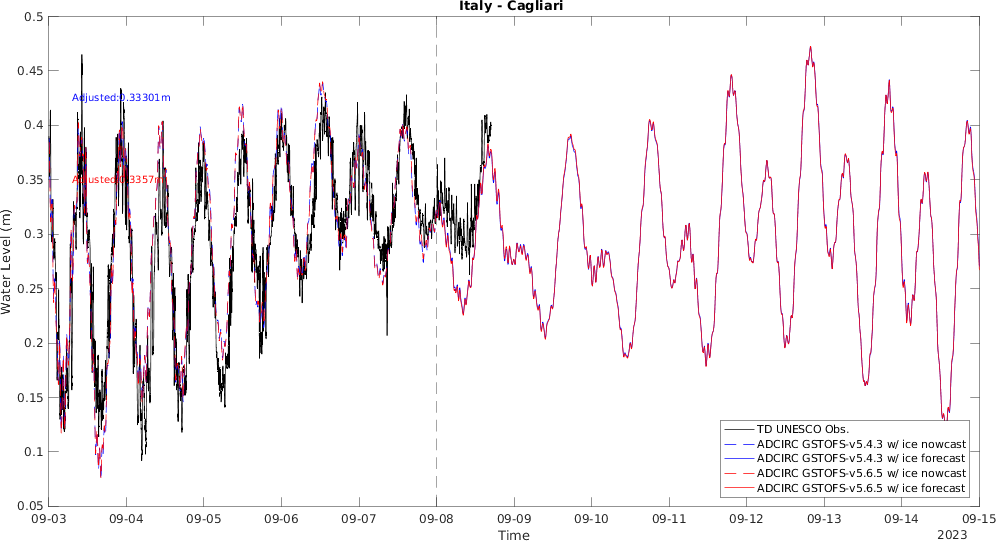 Italy - Cagliari
0.5
0.45
0.4
0.35
0.3
0.25
0.2
0.15
0.1
0.05
Water Level (m)
Adjusted:0.33301m
Adjusted:0.3357m
TD UNESCO Obs.
ADCIRC GSTOFS-v5.4.3 w/ ice nowcast
ADCIRC GSTOFS-v5.4.3 w/ ice forecast
ADCIRC GSTOFS-v5.6.5 w/ ice nowcast
ADCIRC GSTOFS-v5.6.5 w/ ice forecast
09-03 09-04 09-05 09-06 09-07 09-08 09-09 09-10 09-11 09-12 09-13 09-14 09-15
Time
2023